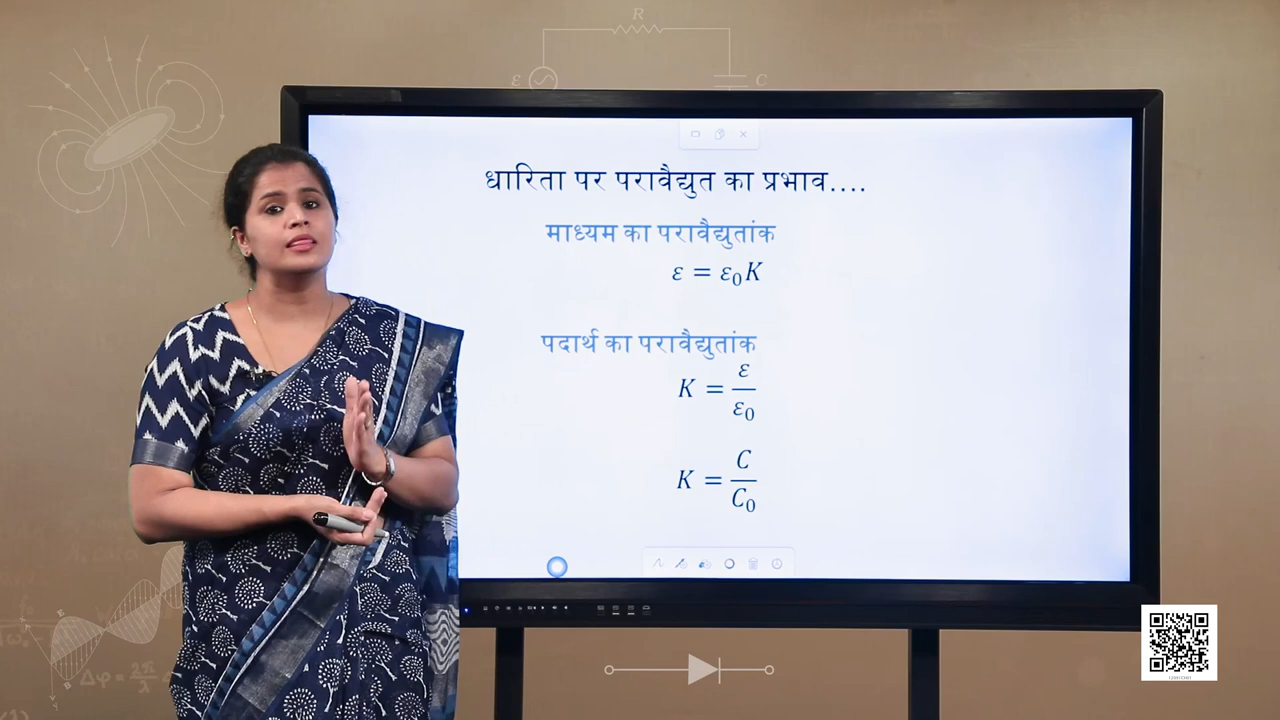 R
ε
C
धारिता पर परावैद्युत का प्रभाव....
माध्यम का परावैद्युतांक
ε = ε₀K
पदार्थ का परावैद्युतांक
K = ε/ε₀
K = C/C₀